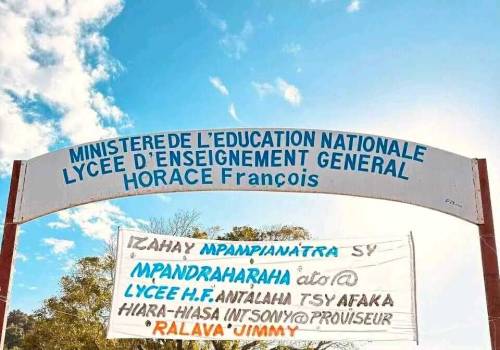 MINISTERE DE L'EDUCATION NATIONALE
LYCEE D'ENSEIGNEMENT GENERAL
HORACE François
IZAHAY MPAMPIANATRA SY
MPANDRAHARAHA ato@
LYCEE H.F. ANTALAHA TSY AFAKA
HIARA-HIASA INTSONY@PROVISEUR
RALAVA JIMMY